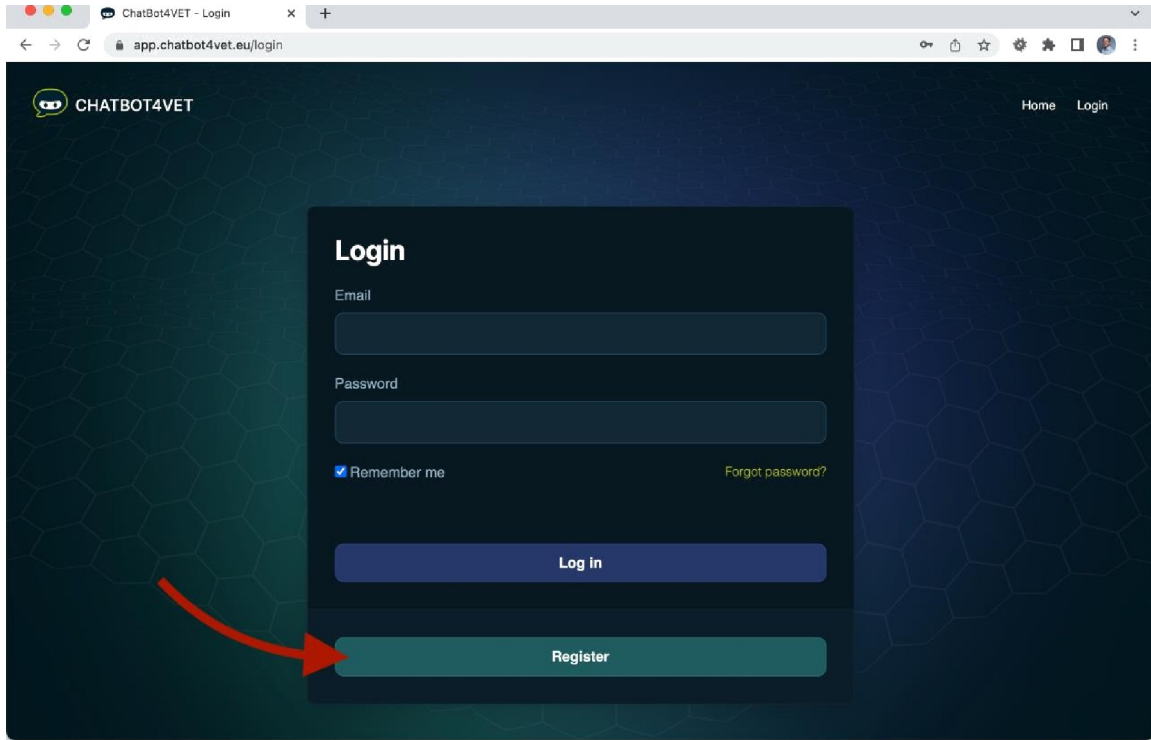 ChatBot4VET - Login
app.chatbot4vet.eu/login
CHATBOT4VET
Home Login
Login
Email
Password
Remember me Forgot password?
Log in
Register